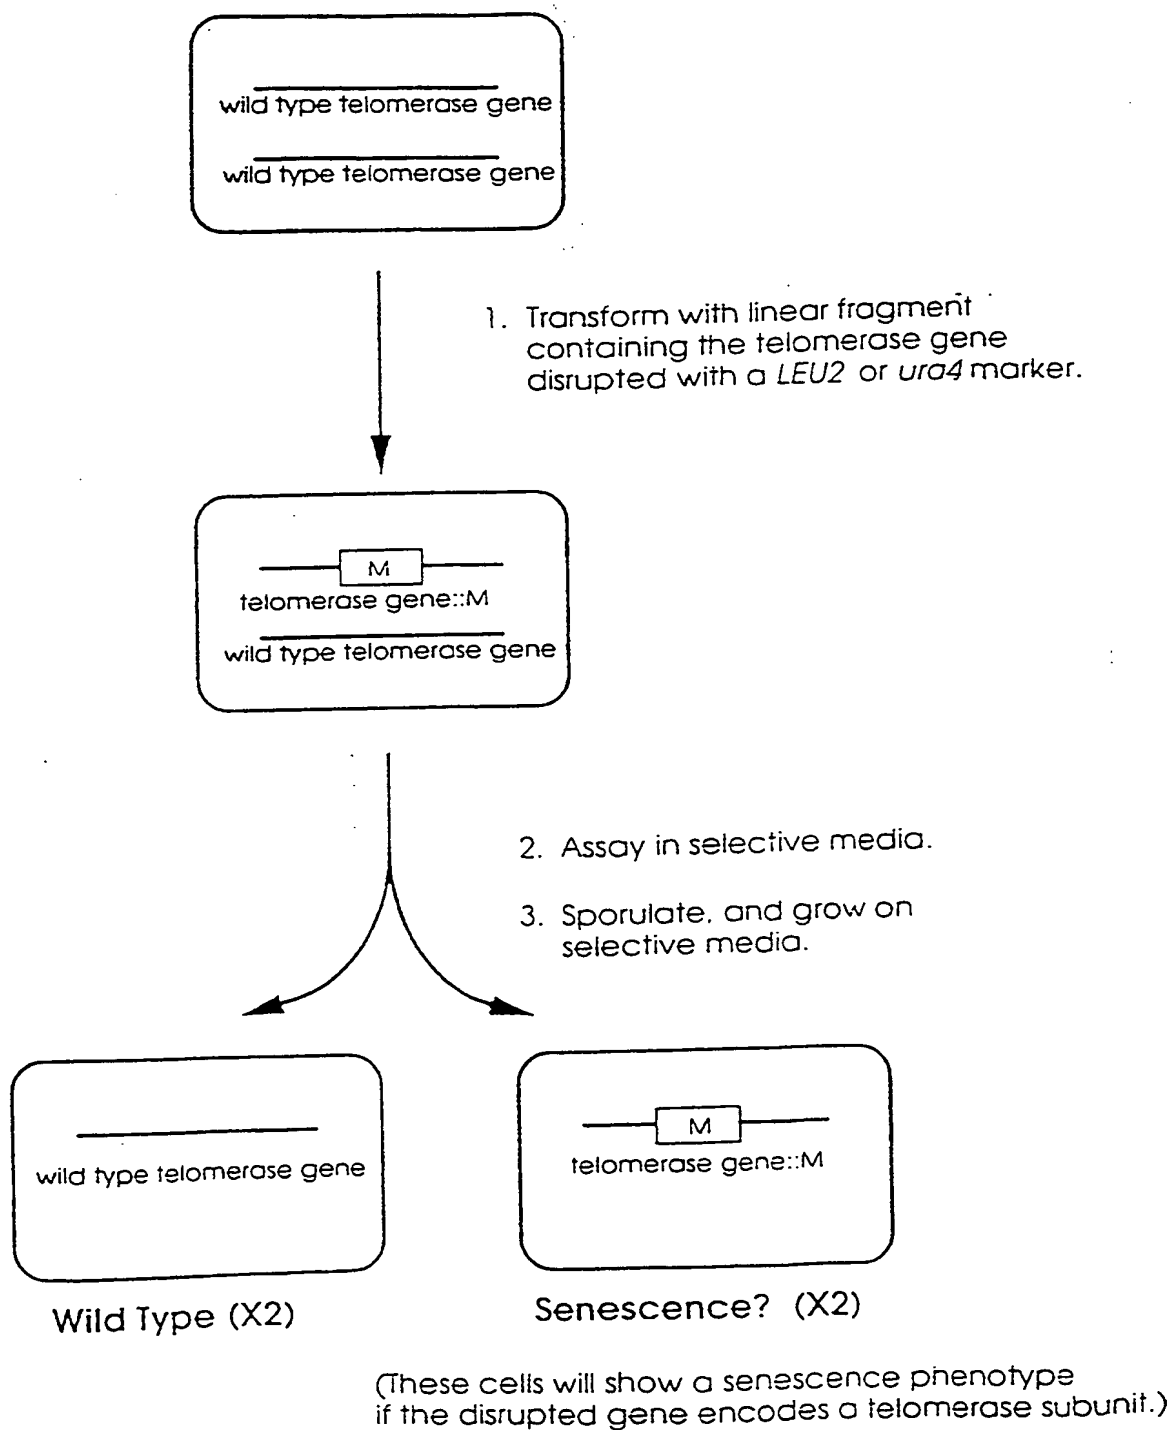 wild type telomerase gene
wild type telomerase gene
1. Transform with linear fragment
containing the telomerase gene
disrupted with a LEU2 or ura4 marker.
M
telomerase gene::M
wild type telomerase gene
2. Assay in selective media.
3. Sporulate, and grow on
selective media.
wild type telomerase gene
M
telomerase gene::M
Wild Type (X2)
Senescence? (X2)
(These cells will show a senescence phenotype
if the disrupted gene encodes a telomerase subunit.)